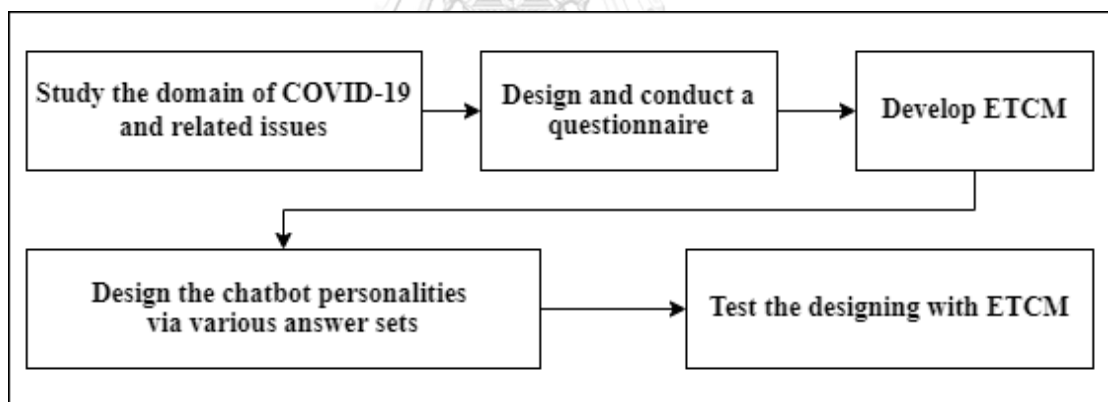 Study the domain of COVID-19
and related issues
Design and conduct a
questionnaire
Develop ETCM
Design the chatbot personalities
via various answer sets
Test the designing with ETCM